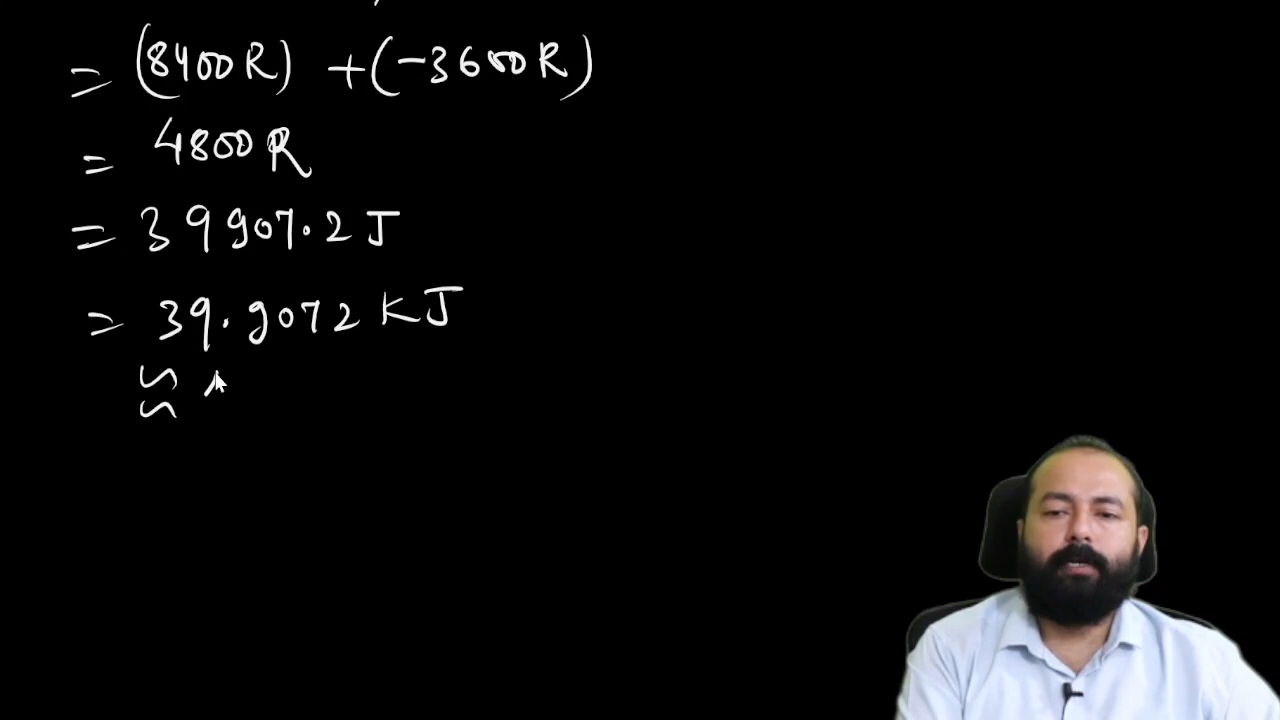 = (8400R) + (-3600R)
= 4800R
= 39907.2 J
= 39.9072 KJ
≈